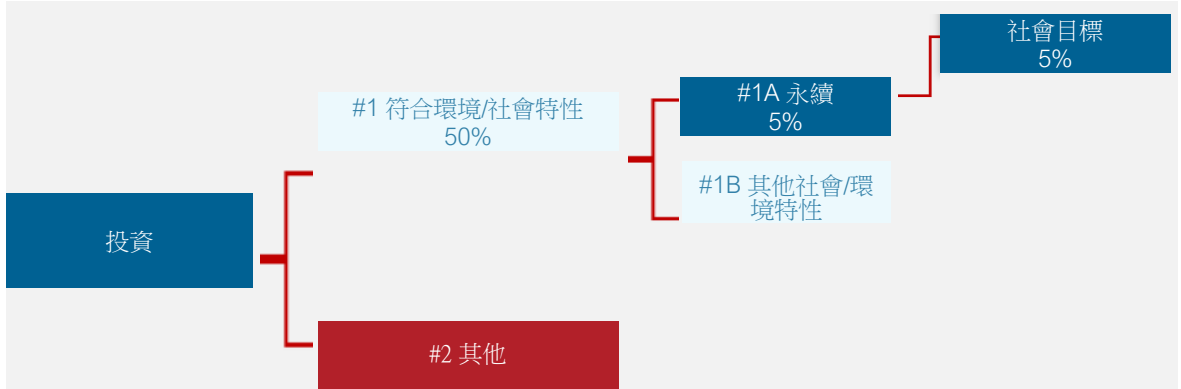 社會目標
5%
#1A 永續
5%
#1 符合環境/社會特性
50%
#1B 其他社會/環
境特性
投資
#2 其他